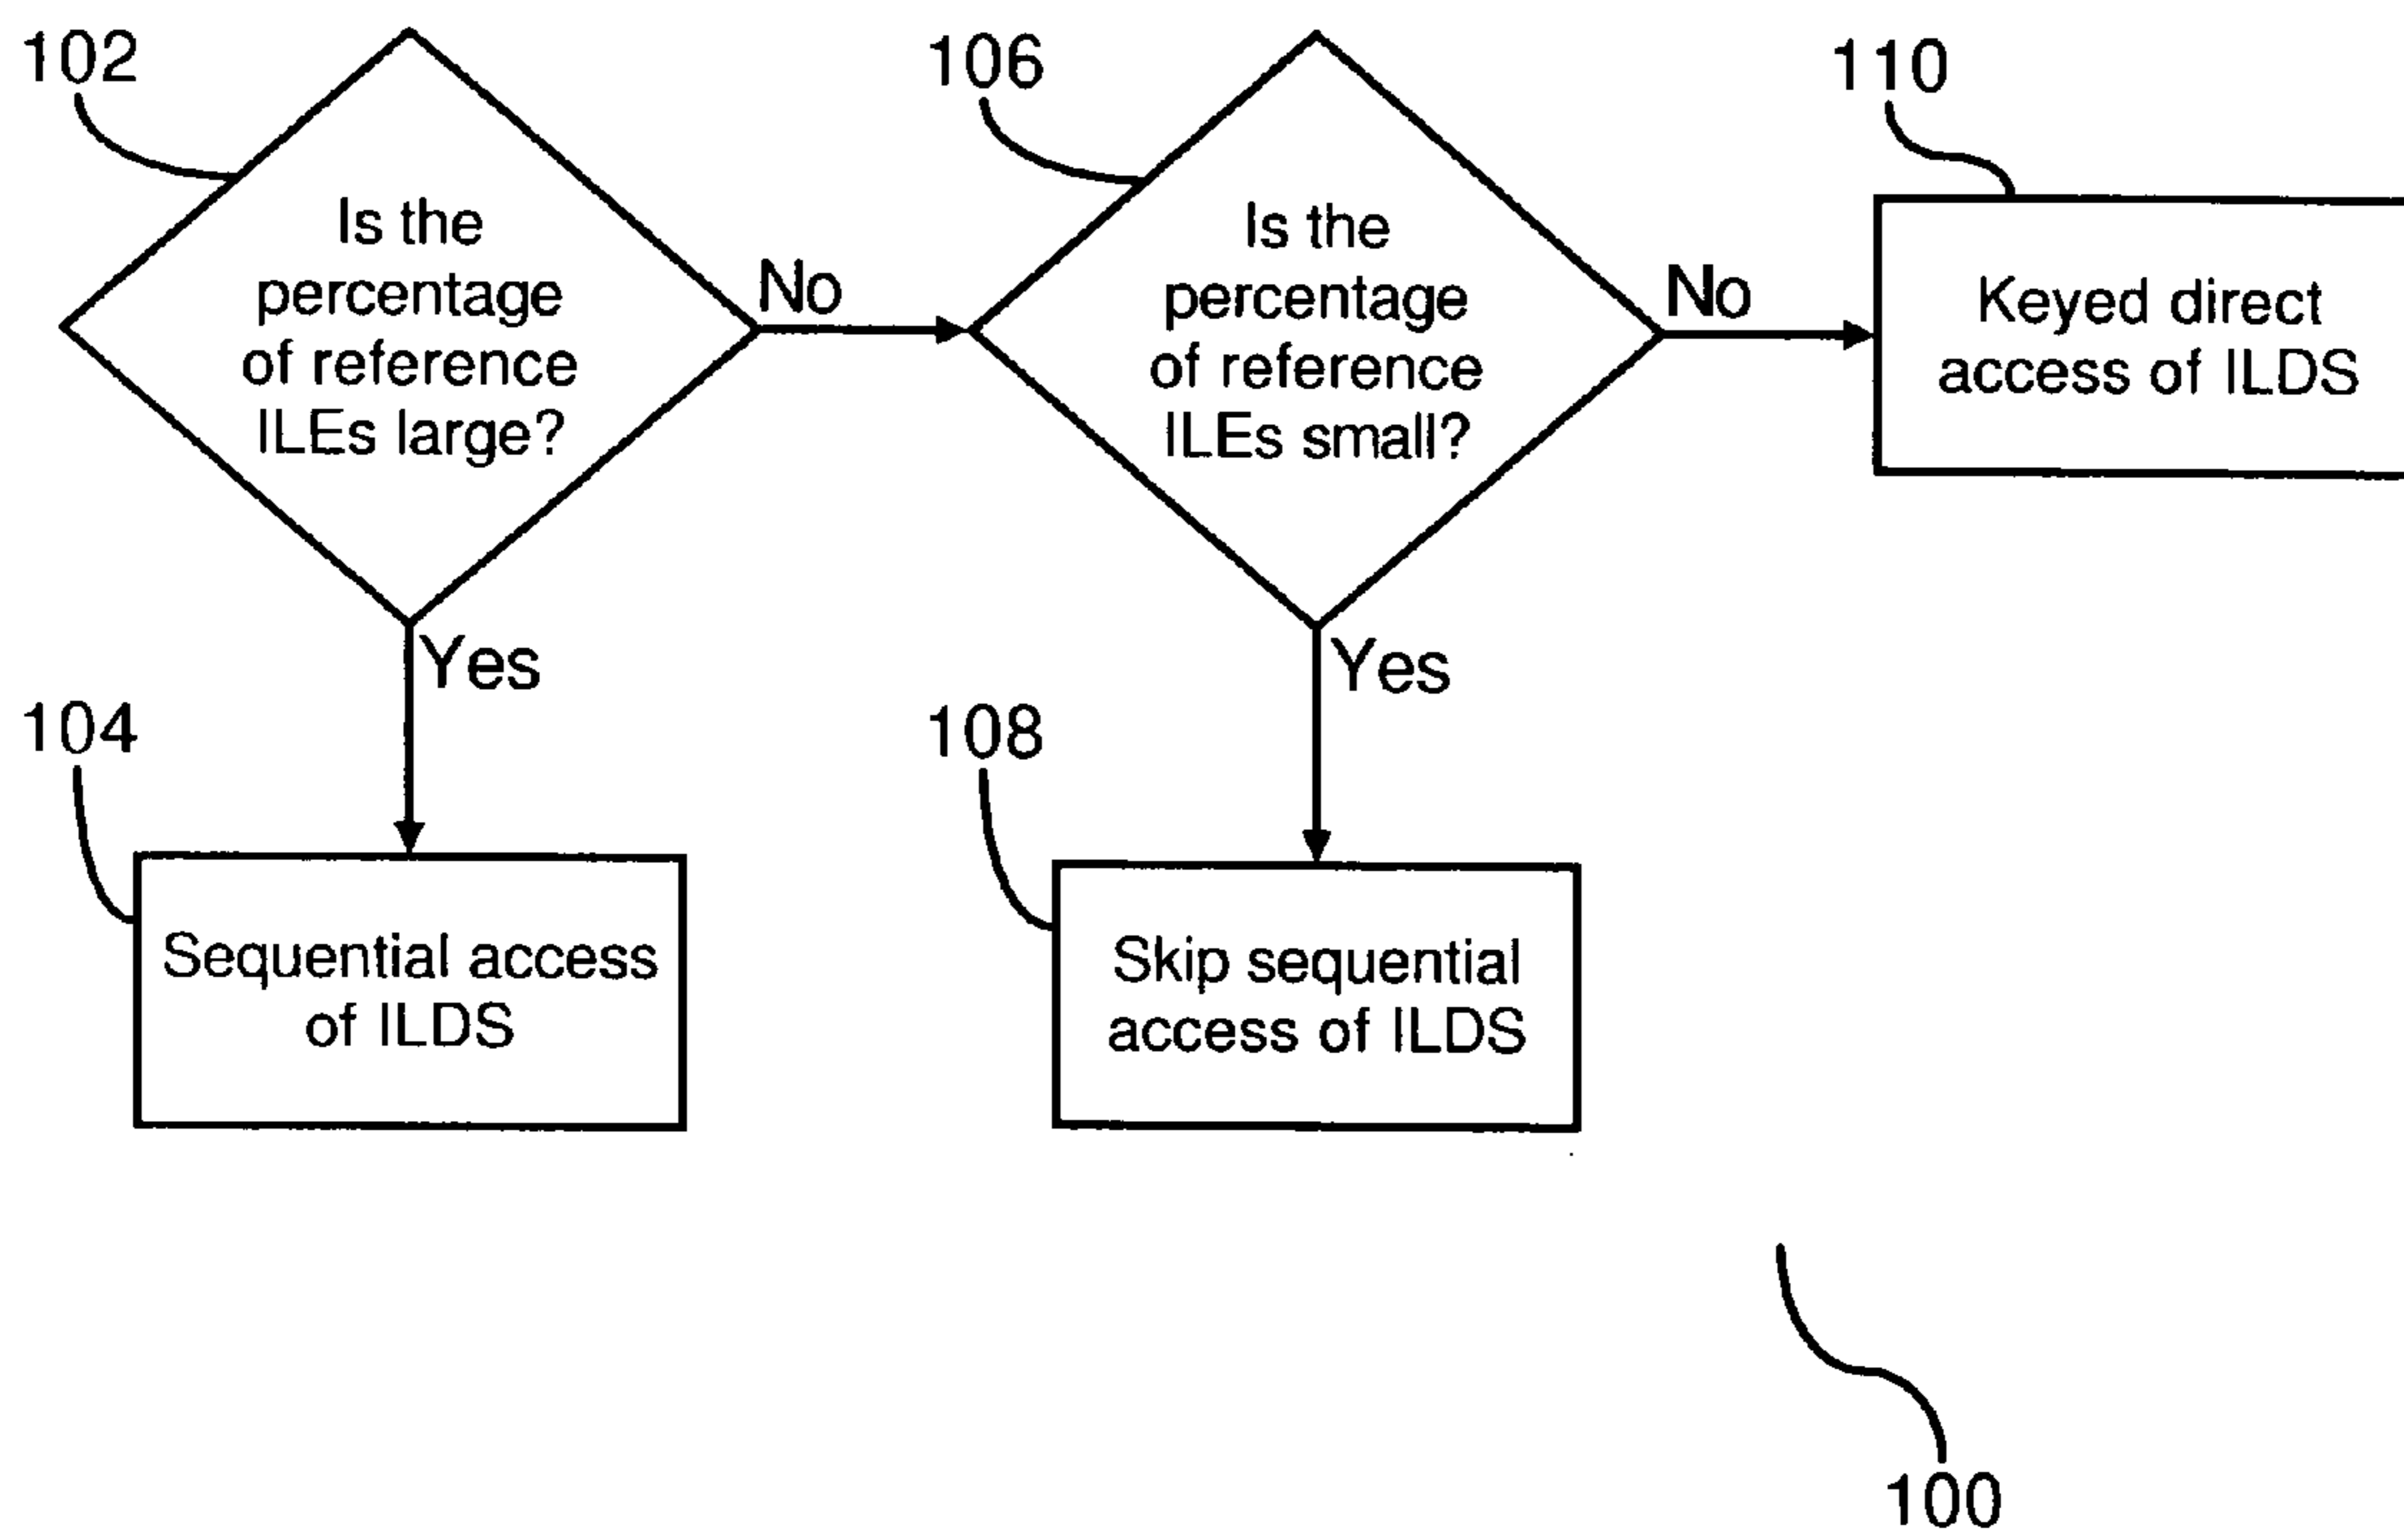 102
Is the
percentage
of reference
ILEs large?
No
Yes
104
Sequential access
of ILDS
106
Is the
percentage
of reference
ILEs small?
No
Yes
108
Skip sequential
access of ILDS
110
Keyed direct
access of ILDS
100